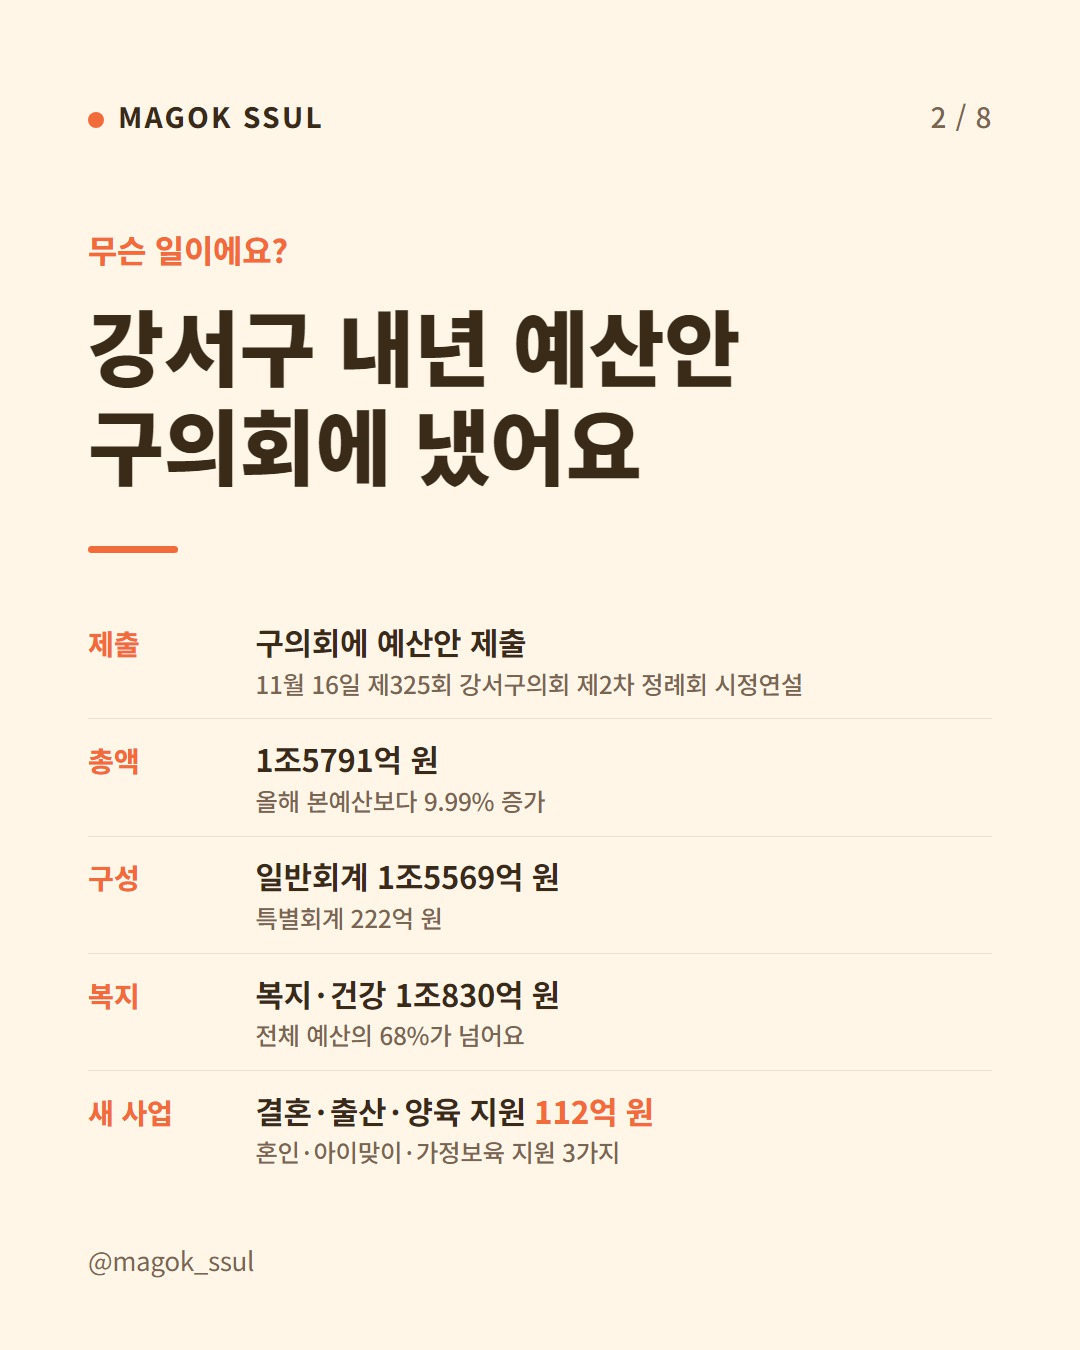 MAGOK SSUL
2 / 8
무슨 일이에요?
강서구 내년 예산안
구의회에 냈어요
제출
구의회에 예산안 제출
11월 16일 제325회 강서구의회 제2차 정례회 시정연설
총액
1조5791억 원
올해 본예산보다 9.99% 증가
구성
일반회계 1조5569억 원
특별회계 222억 원
복지
복지·건강 1조830억 원
전체 예산의 68%가 넘어요
새 사업
결혼·출산·양육 지원 112억 원
혼인·아이맞이·가정보육 지원 3가지
@magok_ssul